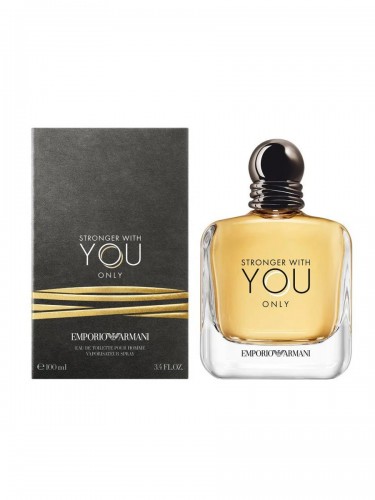 STRONGER WITH
YOU
ONLY
EMPORIO ARMANI
EAU DE TOILETTE POUR HOMME
VAPORISATEUR SPRAY
℮ 100 ml 3.4 FL.OZ.
STRONGER WITH
YOU
ONLY
EMPORIO ARMANI